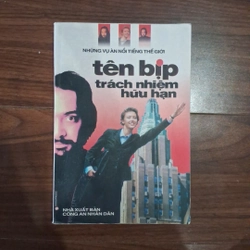 NHỮNG VỤ ÁN NỔI TIẾNG THẾ GIỚI
tên bịp
trách nhiệm
hữu hạn
NHÀ XUẤT BẢN
CÔNG AN NHÂN DÂN